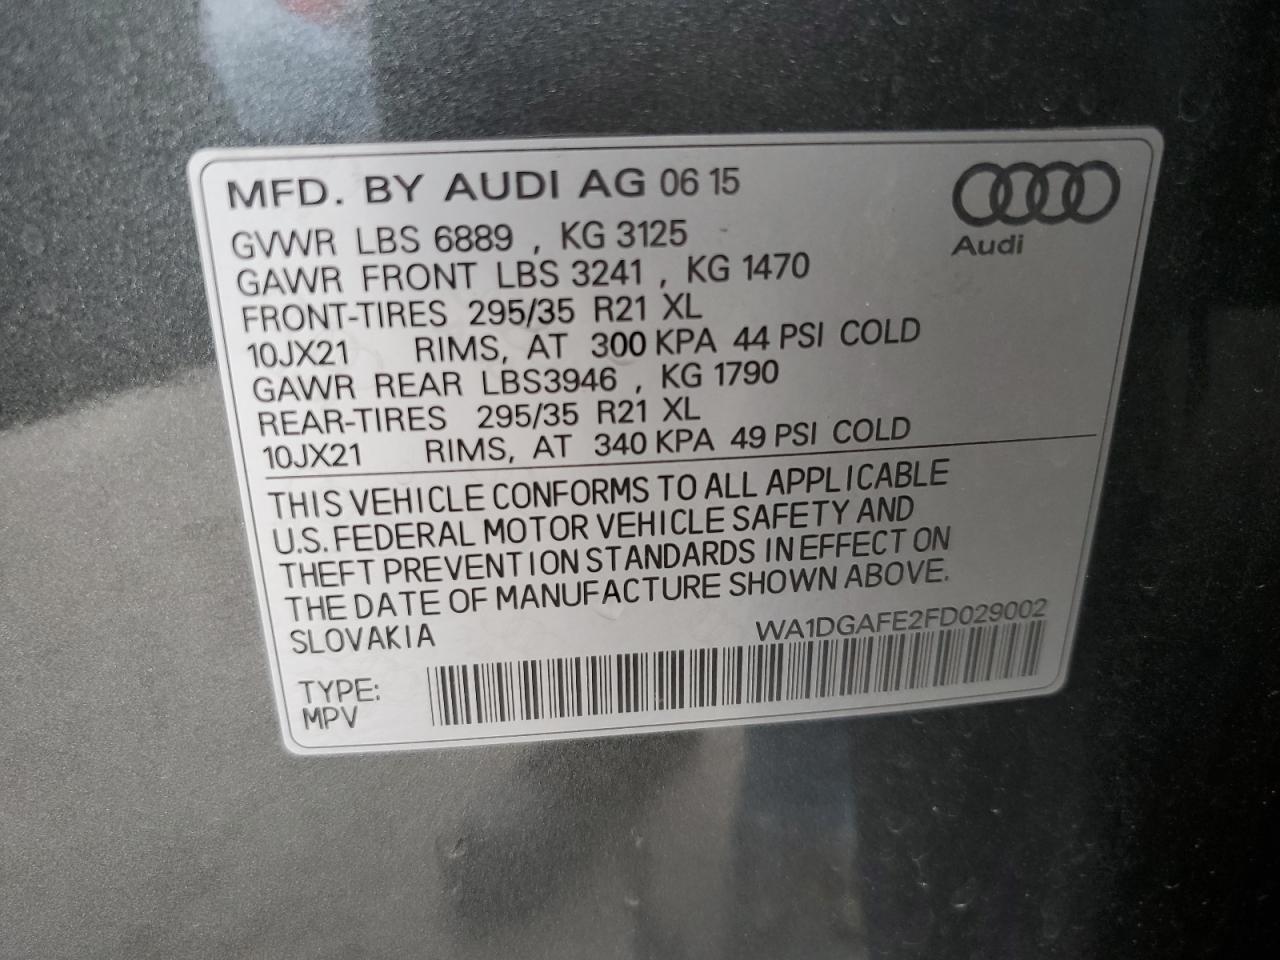 MFD. BY AUDI AG 06 15
Audi
GVWR LBS 6889 , KG 3125
GAWR FRONT LBS 3241 , KG 1470
FRONT-TIRES 295/35 R21 XL
10JX21 RIMS, AT 300 KPA 44 PSI COLD
GAWR REAR LBS3946 , KG 1790
REAR-TIRES 295/35 R21 XL
10JX21 RIMS, AT 340 KPA 49 PSI COLD
THIS VEHICLE CONFORMS TO ALL APPLICABLE
U.S. FEDERAL MOTOR VEHICLE SAFETY AND
THEFT PREVENTION STANDARDS IN EFFECT ON
THE DATE OF MANUFACTURE SHOWN ABOVE.
SLOVAKIA
WA1DGAFE2FD029002
TYPE:
MPV